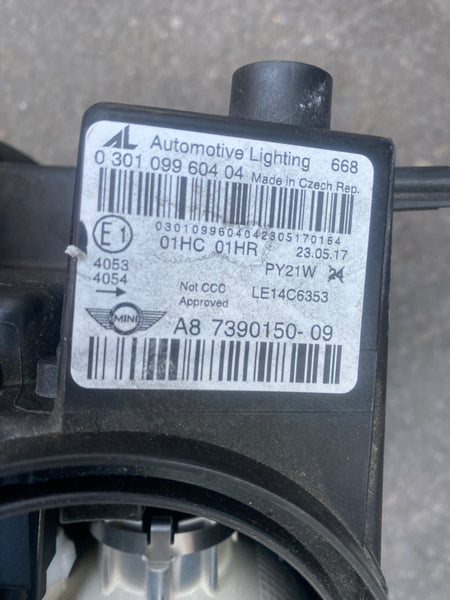 AL Automotive Lighting 668
0 301 099 604 04 Made in Czech Rep.
0301099604042305170164
E1 01HC 01HR 23.05.17
PY21W 24
4053
4054
Not CCC LE14C6353
Approved
MINI A8 7390150-09